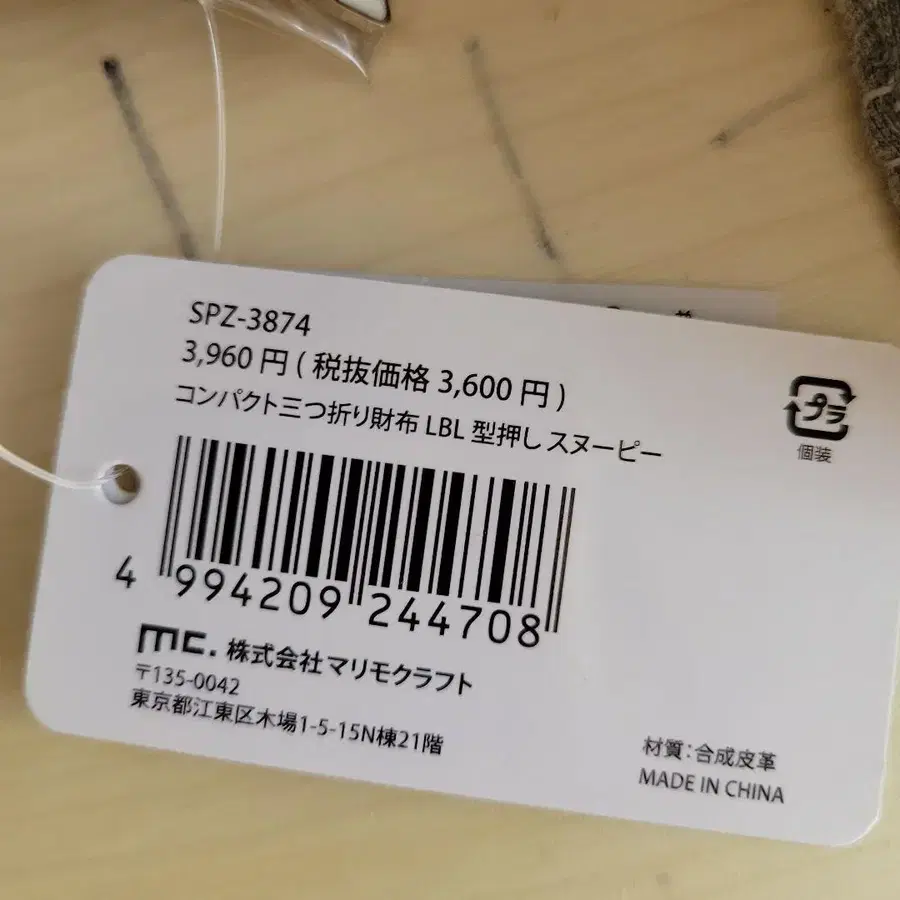 SPZ-3874
3,960 円 ( 税抜価格 3,600 円 )
コンパクト三つ折り財布 LBL 型押し スヌーピー
プラ
個装
4 994209 244708
mc. 株式会社マリモクラフト
〒135-0042
東京都江東区木場1-5-15N棟21階
材質：合成皮革
MADE IN CHINA